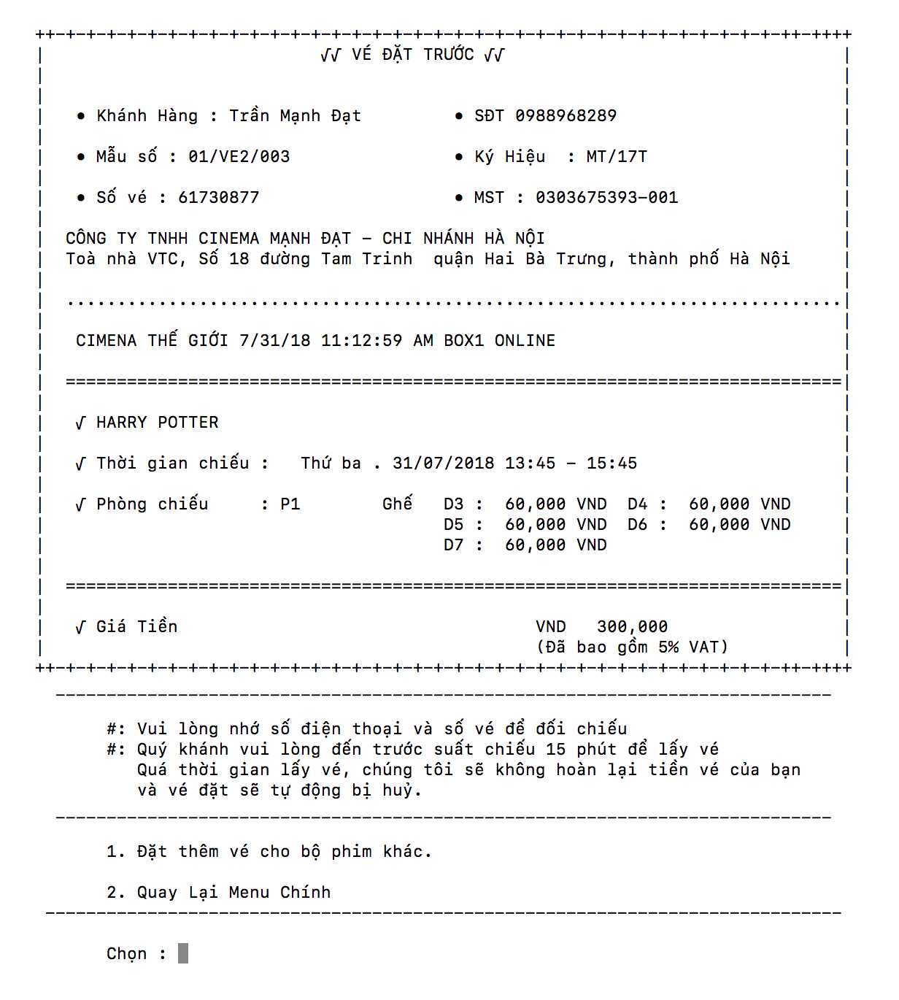 √√ VÉ ĐẶT TRƯỚC √√
● Khánh Hàng : Trần Mạnh Đạt ● SĐT 0988968289
● Mẫu số : 01/VE2/003 ● Ký Hiệu : MT/17T
● Số vé : 61730877 ● MST : 0303675393-001
CÔNG TY TNHH CINEMA MẠNH ĐẠT - CHI NHÁNH HÀ NỘI
Toà nhà VTC, Số 18 đường Tam Trinh quận Hai Bà Trưng, thành phố Hà Nội
CIMENA THẾ GIỚI 7/31/18 11:12:59 AM BOX1 ONLINE
√ HARRY POTTER
√ Thời gian chiếu : Thứ ba . 31/07/2018 13:45 - 15:45
√ Phòng chiếu : P1 Ghế D3 : 60,000 VND D4 : 60,000 VND
D5 : 60,000 VND D6 : 60,000 VND
D7 : 60,000 VND
√ Giá Tiền VND 300,000
(Đã bao gồm 5% VAT)
#: Vui lòng nhớ số điện thoại và số vé để đối chiếu
#: Quý khánh vui lòng đến trước suất chiếu 15 phút để lấy vé
Quá thời gian lấy vé, chúng tôi sẽ không hoàn lại tiền vé của bạn
và vé đặt sẽ tự động bị huỷ.
1. Đặt thêm vé cho bộ phim khác.
2. Quay Lại Menu Chính
Chọn :